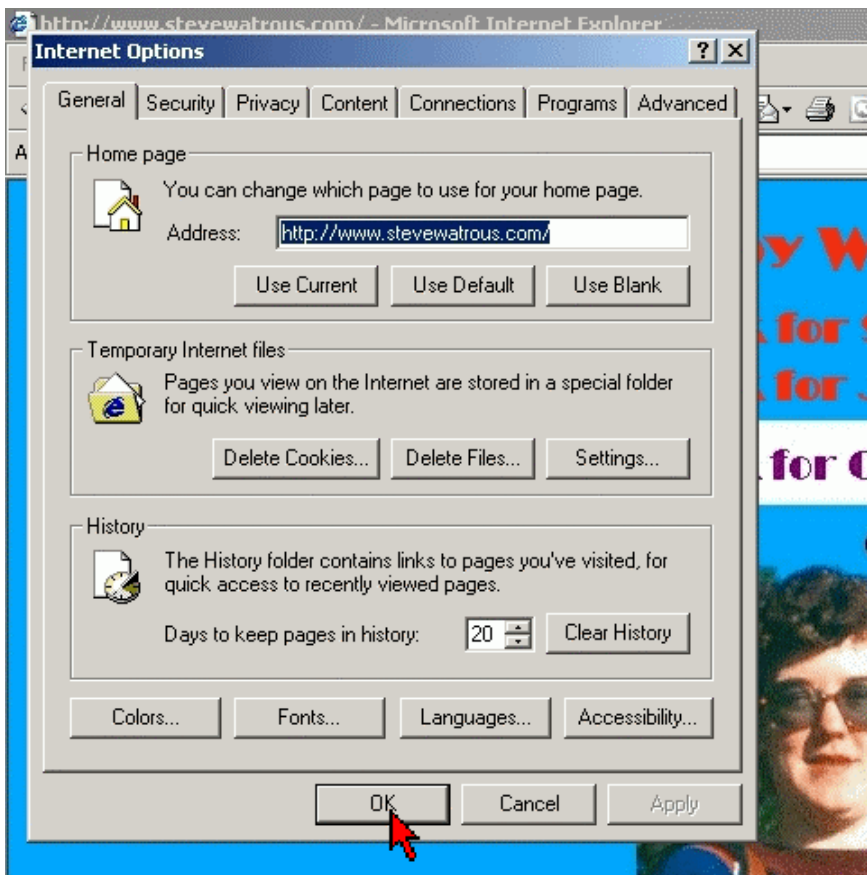 http://www.stevewatrous.com/ - Microsoft Internet Explorer
Internet Options
General Security Privacy Content Connections Programs Advanced
Home page
You can change which page to use for your home page.
Address: http://www.stevewatrous.com/
Use Current Use Default Use Blank
Temporary Internet files
Pages you view on the Internet are stored in a special folder
for quick viewing later.
Delete Cookies... Delete Files... Settings...
History
The History folder contains links to pages you've visited, for
quick access to recently viewed pages.
Days to keep pages in history: 20 Clear History
Colors... Fonts... Languages... Accessibility...
OK Cancel Apply
for
for
for